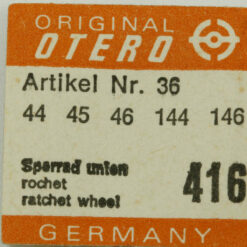 ORIGINAL
OTERO
Artikel Nr. 36
44 45 46 144 146
Sperrad unten
rochet
ratchet wheel
416
GERMANY